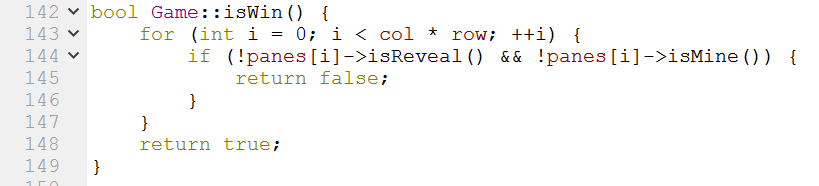 142 bool Game::isWin() {
143     for (int i = 0; i < col * row; ++i) {
144         if (!panes[i]->isReveal() && !panes[i]->isMine()) {
145             return false;
146         }
147     }
148     return true;
149 }